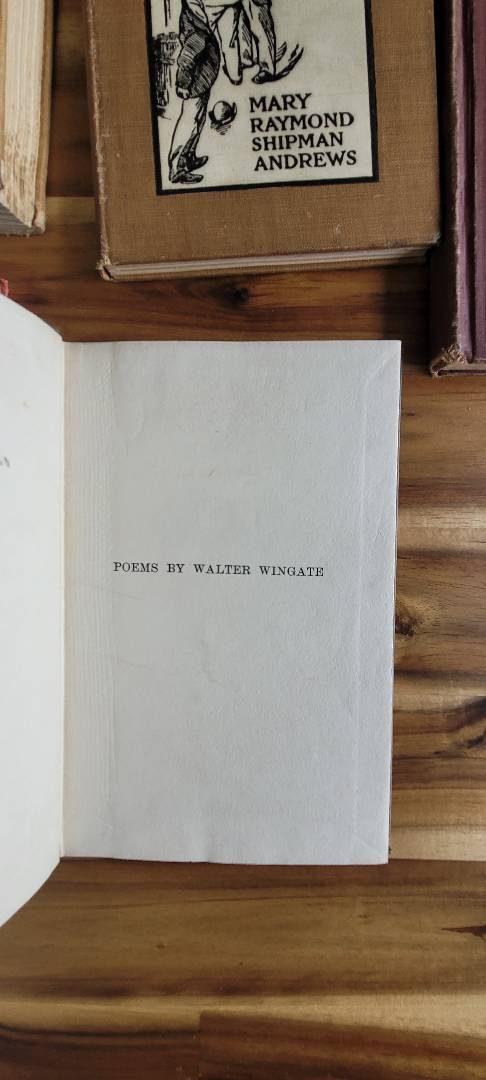 MARY
RAYMOND
SHIPMAN
ANDREWS
POEMS BY WALTER WINGATE